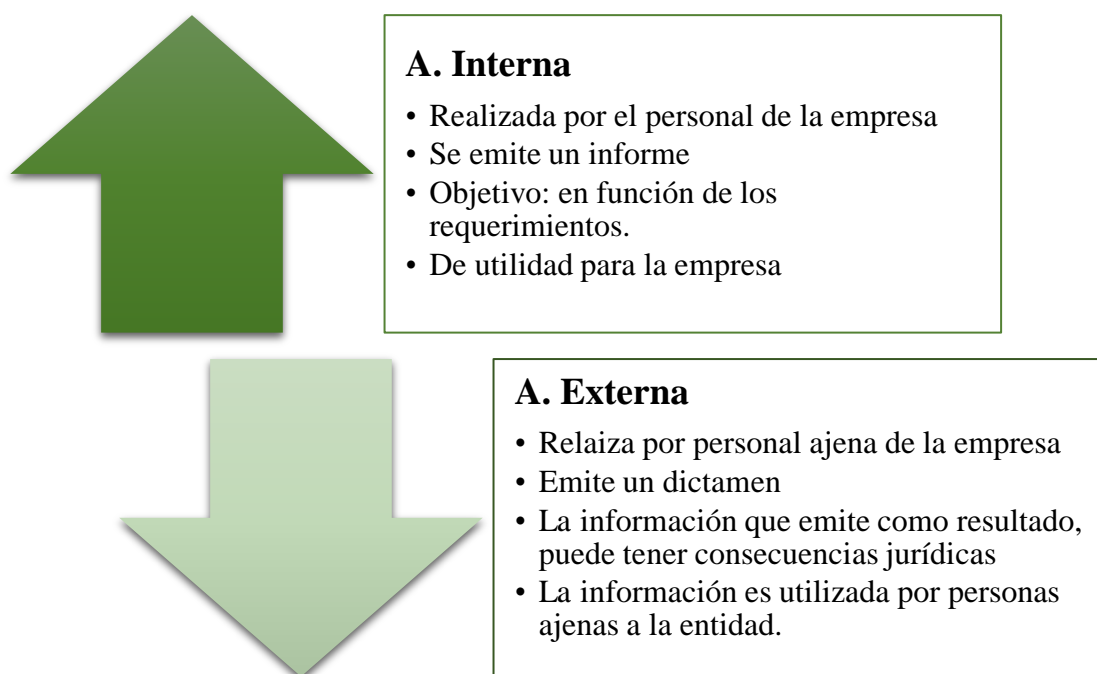 A. Interna
• Realizada por el personal de la empresa
• Se emite un informe
• Objetivo: en función de los
requerimientos.
• De utilidad para la empresa
A. Externa
• Relaiza por personal ajena de la empresa
• Emite un dictamen
• La información que emite como resultado,
puede tener consecuencias jurídicas
• La información es utilizada por personas
ajenas a la entidad.